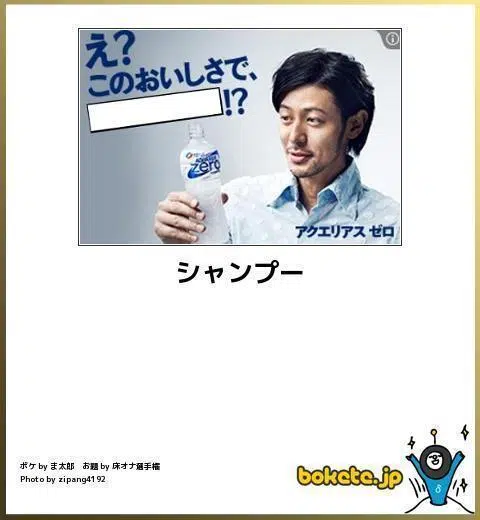 え?
このおいしさで、
!?
AQUARIUS
zero
アクエリアス ゼロ
シャンプー
ボケ by ま太郎 お題 by 床オナ選手権
Photo by zipang4192
bokete.jp